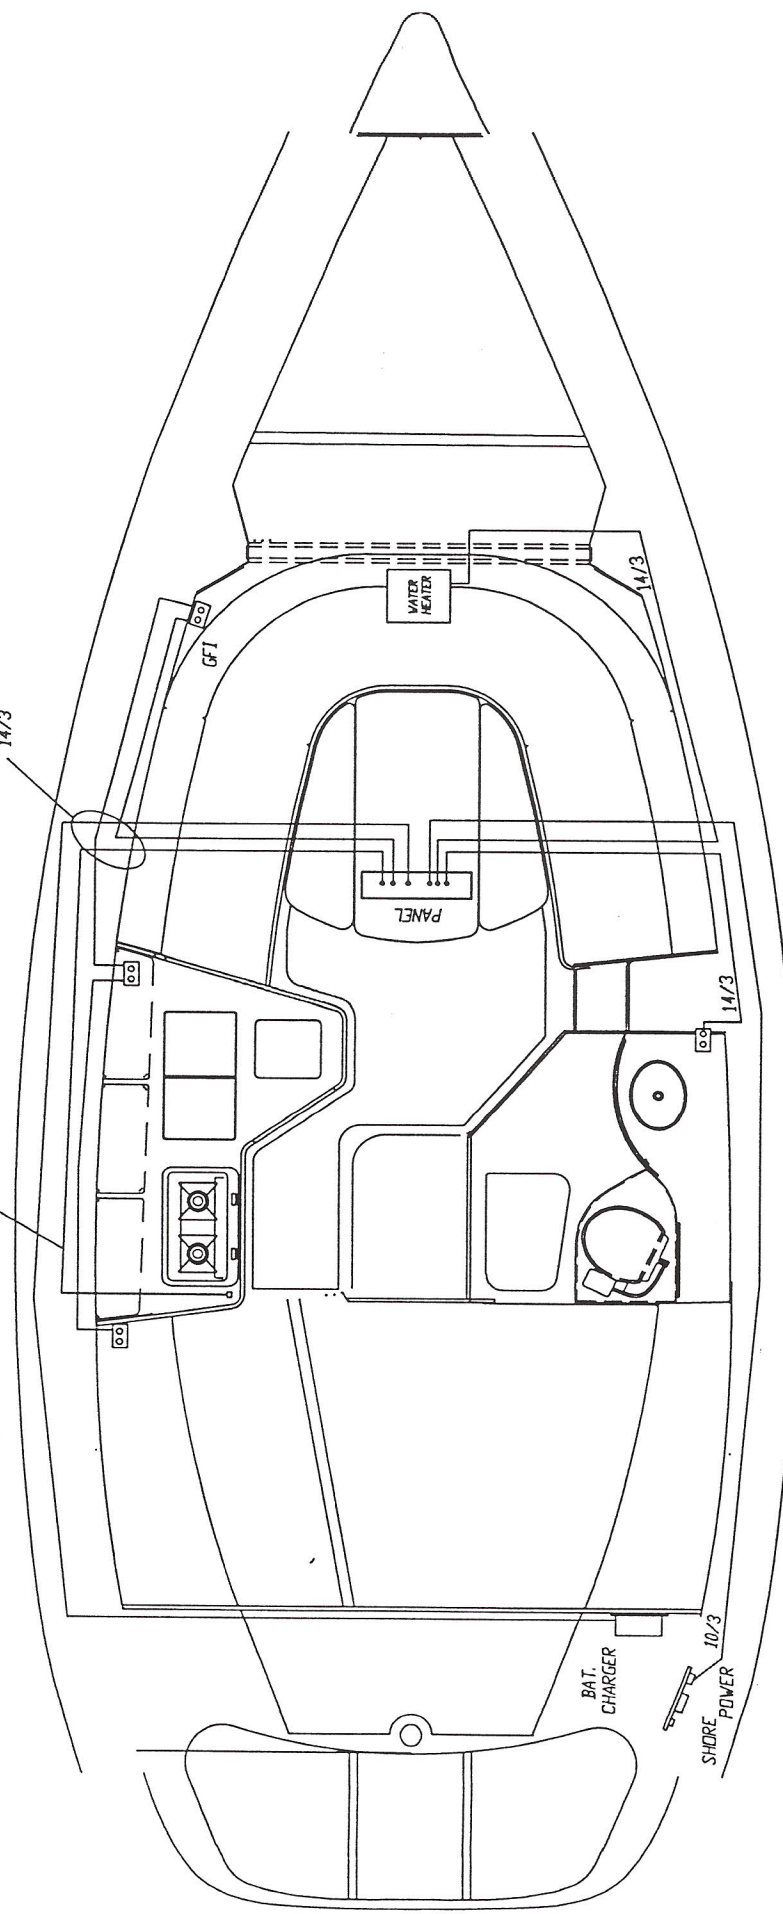 14/3
GFI
WATER
HEATER
14/3
PANEL
14/3
BAT.
CHARGER
10/3
SHORE
POWER